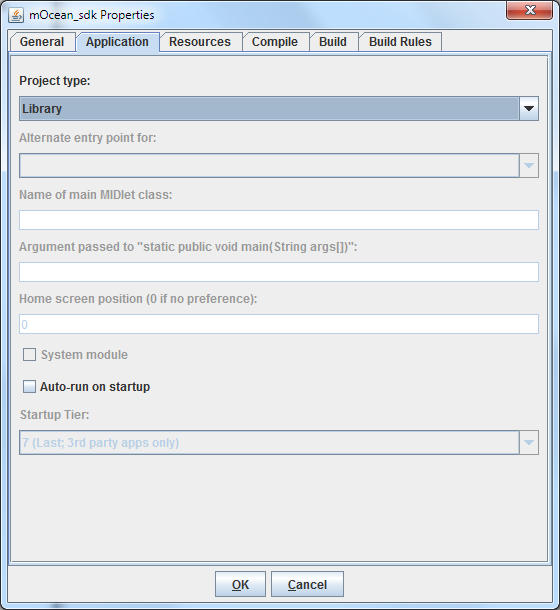 mOcean_sdk Properties
General Application Resources Compile Build Build Rules
Project type:
Library
Alternate entry point for:
Name of main MIDlet class:
Argument passed to "static public void main(String args[])":
Home screen position (0 if no preference):
0
System module
Auto-run on startup
Startup Tier:
7 (Last; 3rd party apps only)
OK Cancel